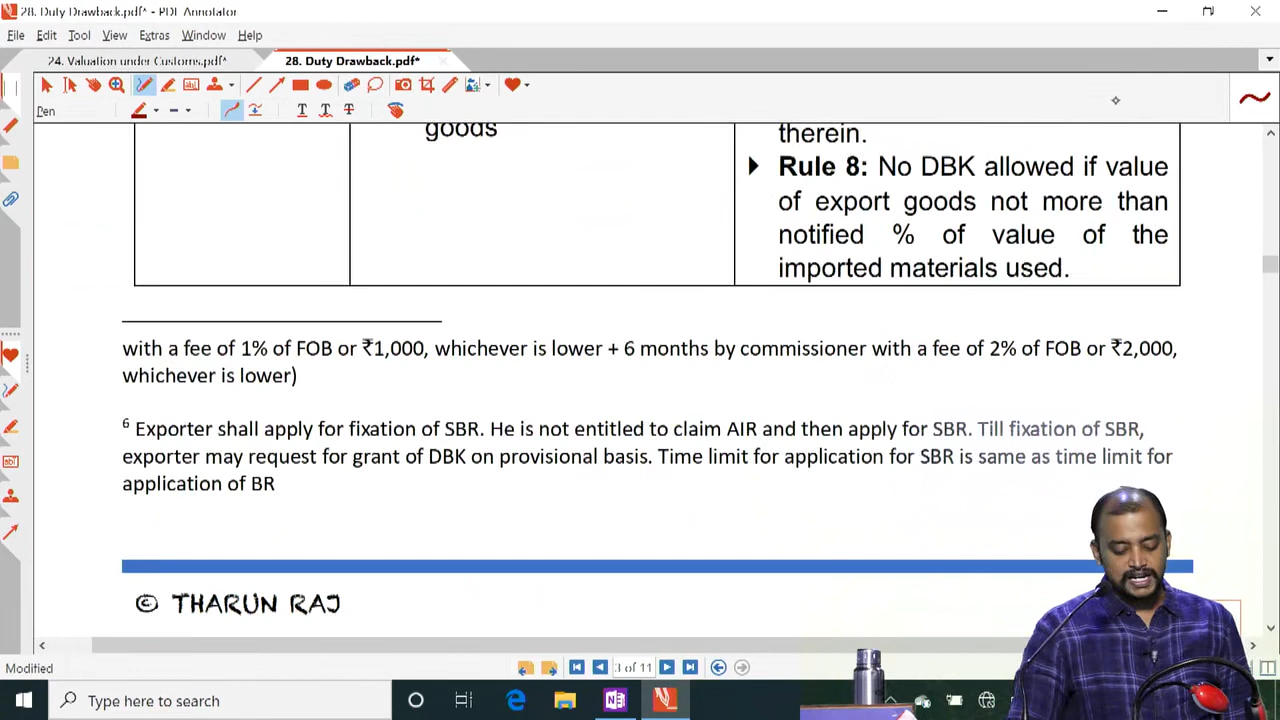 28. Duty Drawback.pdf* - PDF Annotator
File Edit Tool View Extras Window Help
24. Valuation under Customs.pdf* 28. Duty Drawback.pdf*
Pen
goods
therein.
Rule 8: No DBK allowed if value
of export goods not more than
notified % of value of the
imported materials used.
with a fee of 1% of FOB or ₹1,000, whichever is lower + 6 months by commissioner with a fee of 2% of FOB or ₹2,000,
whichever is lower)
6 Exporter shall apply for fixation of SBR. He is not entitled to claim AIR and then apply for SBR. Till fixation of SBR,
exporter may request for grant of DBK on provisional basis. Time limit for application for SBR is same as time limit for
application of BR
© THARUN RAJ
Modified
3 of 11
Type here to search